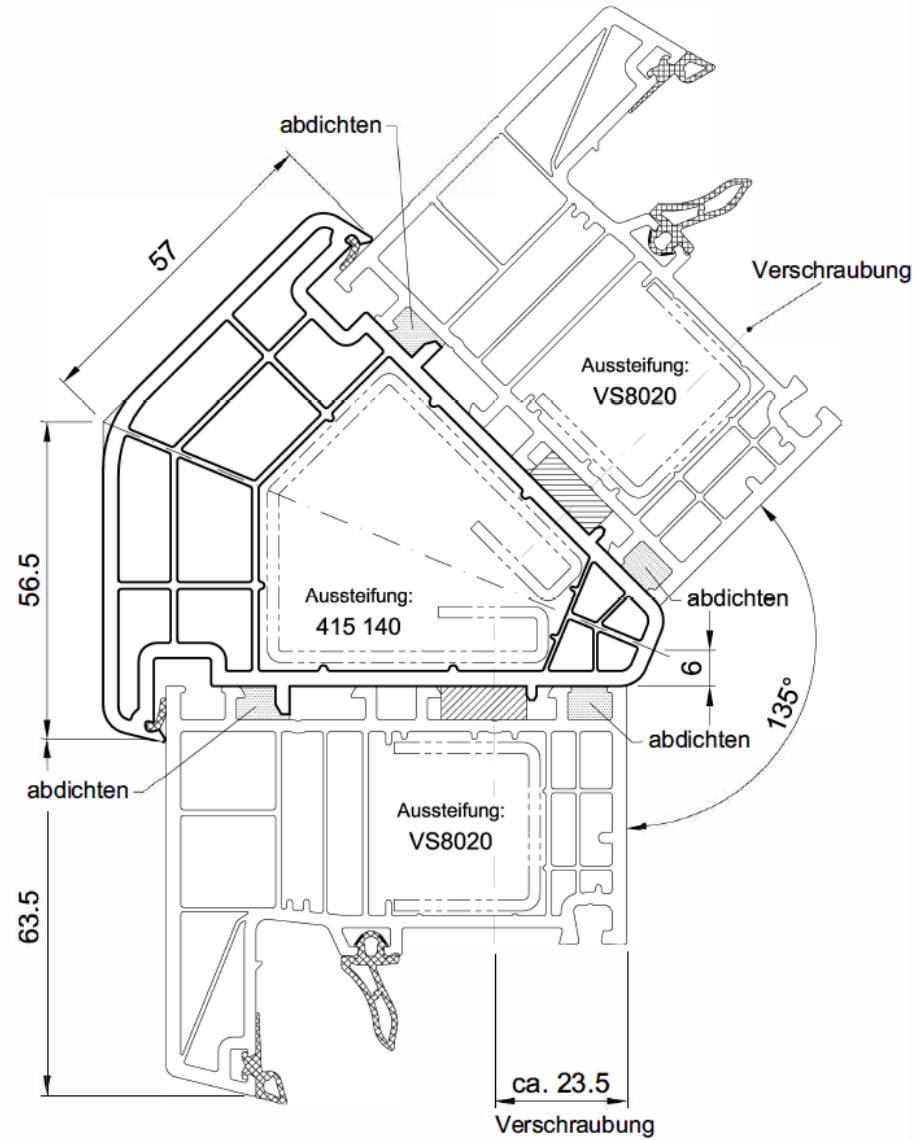 abdichten
57
Verschraubung
Aussteifung:
VS8020
56.5
Aussteifung:
415 140
abdichten
6
135°
abdichten
abdichten
Aussteifung:
VS8020
63.5
ca. 23.5
Verschraubung